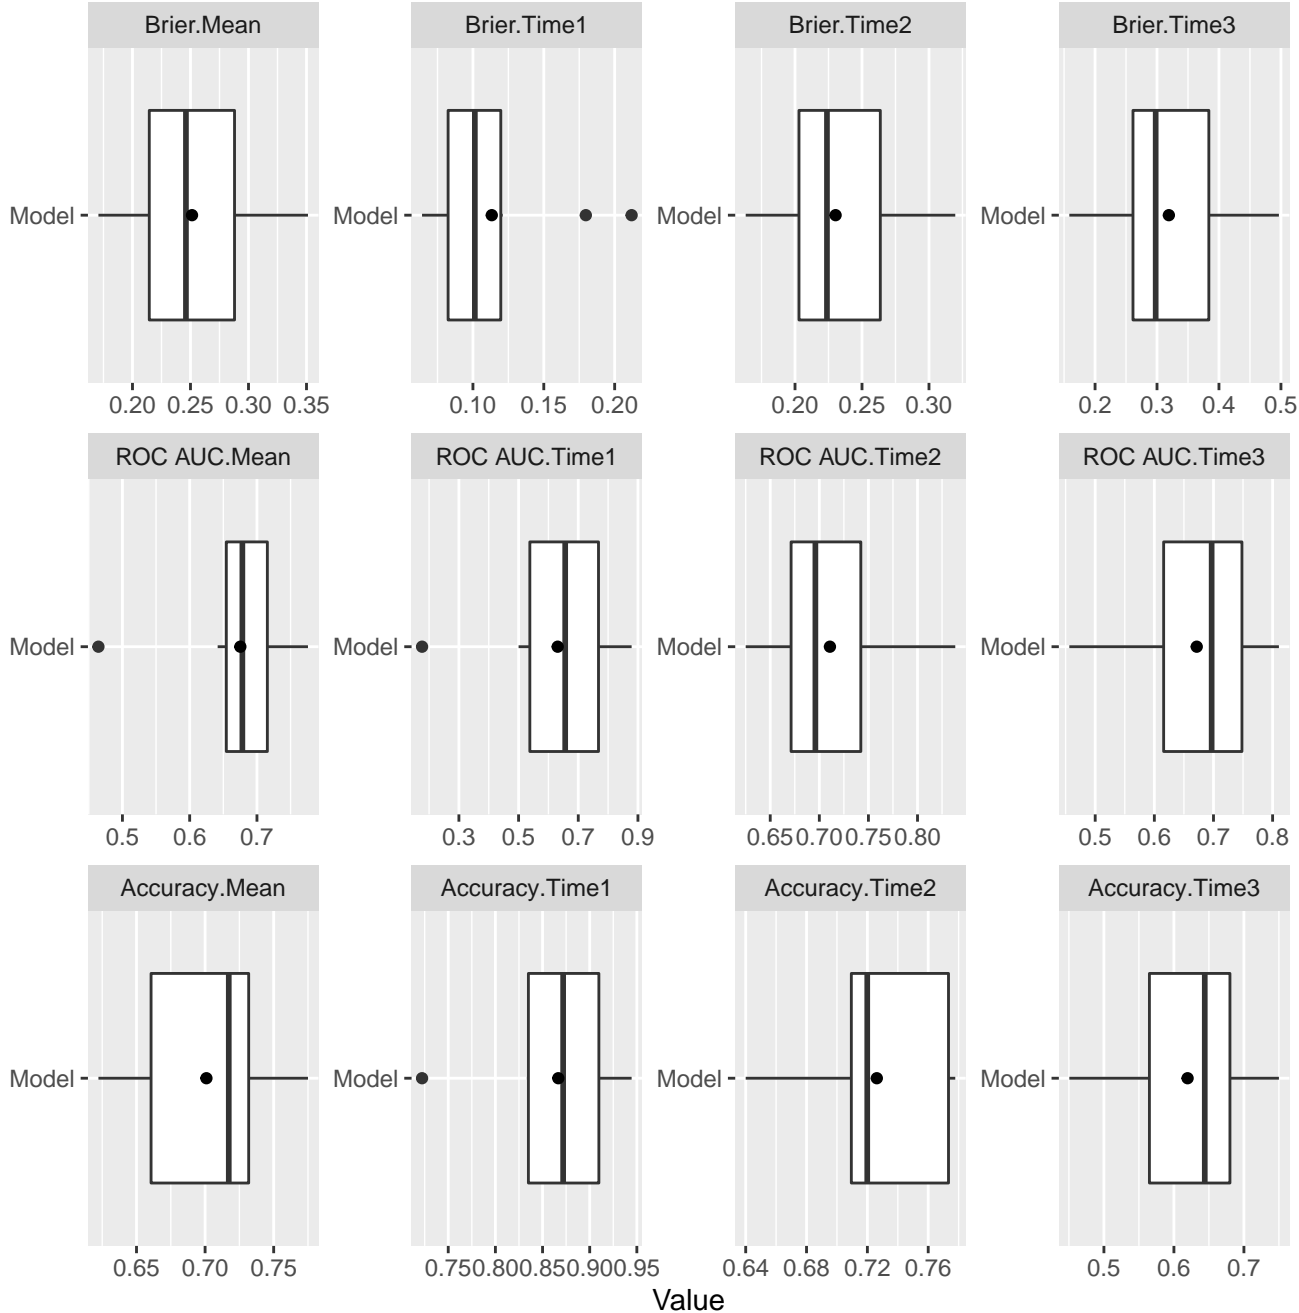 Brier.Mean Brier.Time1 Brier.Time2 Brier.Time3
Model Model Model Model
0.20 0.25 0.30 0.35 0.10 0.15 0.20 0.20 0.25 0.30 0.2 0.3 0.4 0.5
ROC AUC.Mean ROC AUC.Time1 ROC AUC.Time2 ROC AUC.Time3
Model Model Model Model
0.5 0.6 0.7 0.3 0.5 0.7 0.9 0.65 0.70 0.75 0.80 0.5 0.6 0.7 0.8
Accuracy.Mean Accuracy.Time1 Accuracy.Time2 Accuracy.Time3
Model Model Model Model
0.65 0.70 0.75 0.75 0.80 0.85 0.90 0.95 0.64 0.68 0.72 0.76 0.5 0.6 0.7
Value